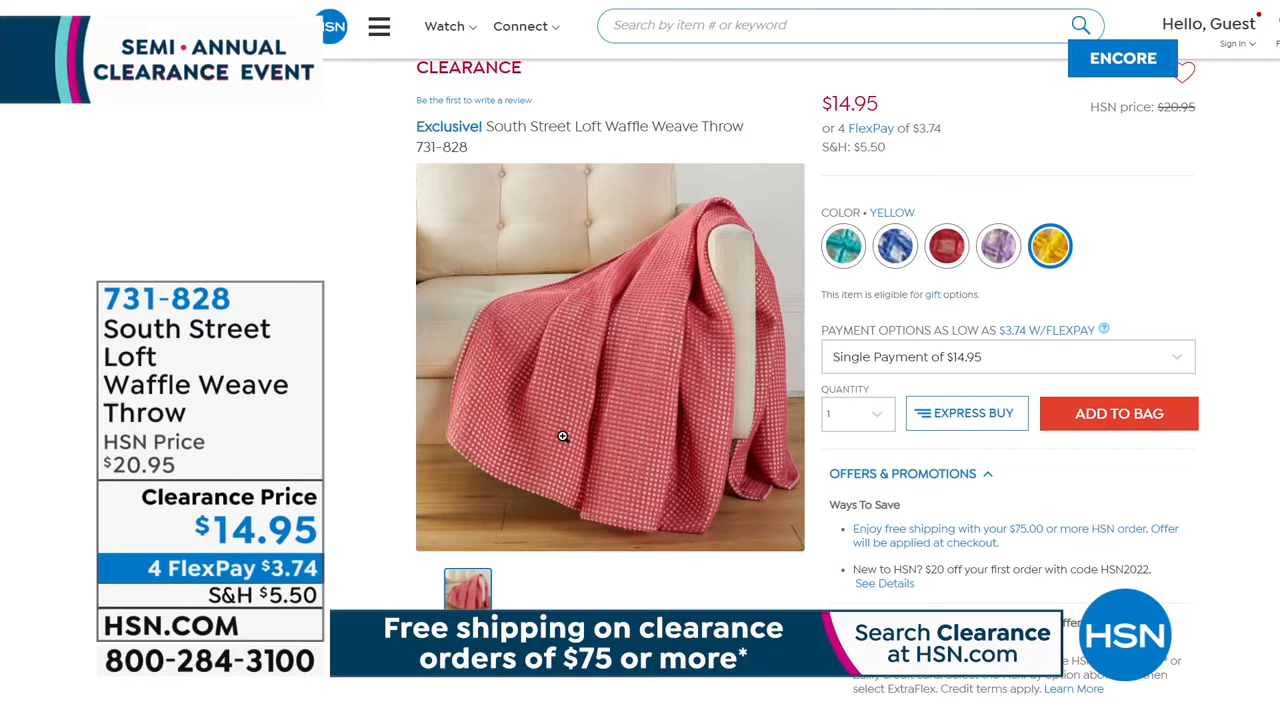 SEMI • ANNUAL
CLEARANCE EVENT
HSN
Watch
Connect
Search by item # or keyword
Hello, Guest
Sign In
ENCORE
CLEARANCE
Be the first to write a review
Exclusive! South Street Loft Waffle Weave Throw
731-828
$14.95
HSN price: $20.95
or 4 FlexPay of $3.74
S&H: $5.50
COLOR • YELLOW
This item is eligible for gift options.
PAYMENT OPTIONS AS LOW AS $3.74 W/FLEXPAY ?
Single Payment of $14.95
QUANTITY
1
EXPRESS BUY
ADD TO BAG
OFFERS & PROMOTIONS
Ways To Save
• Enjoy free shipping with your $75.00 or more HSN order. Offer
will be applied at checkout.
• New to HSN? $20 off your first order with code HSN2022.
See Details
or
select ExtraFlex. Credit terms apply. Learn More
731-828
South Street
Loft
Waffle Weave
Throw
HSN Price
$20.95
Clearance Price
$14.95
4 FlexPay $3.74
S&H $5.50
HSN.COM
800-284-3100
Free shipping on clearance
orders of $75 or more*
Search Clearance
at HSN.com
HSN